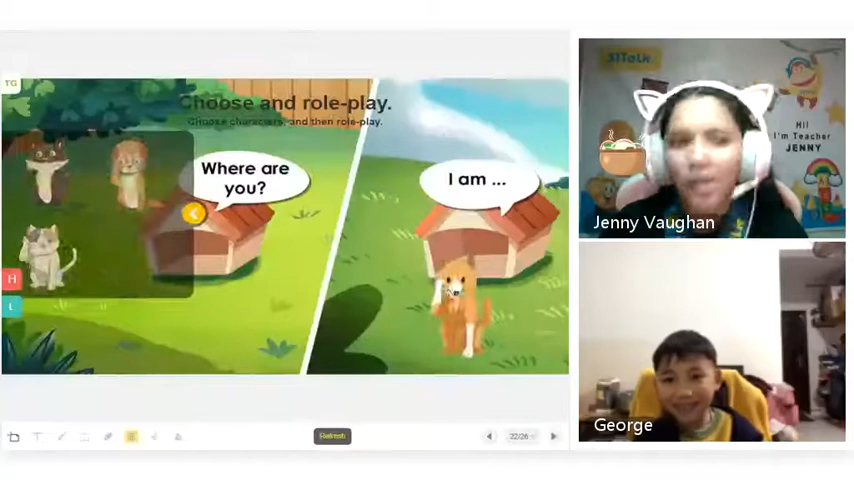 TG
Choose and role-play.
Choose characters, and then role-play.
Where are
you?
I am ...
H
L
Refresh
22/26
51Talk
Hi!
I'm Teacher
JENNY
Jenny Vaughan
George